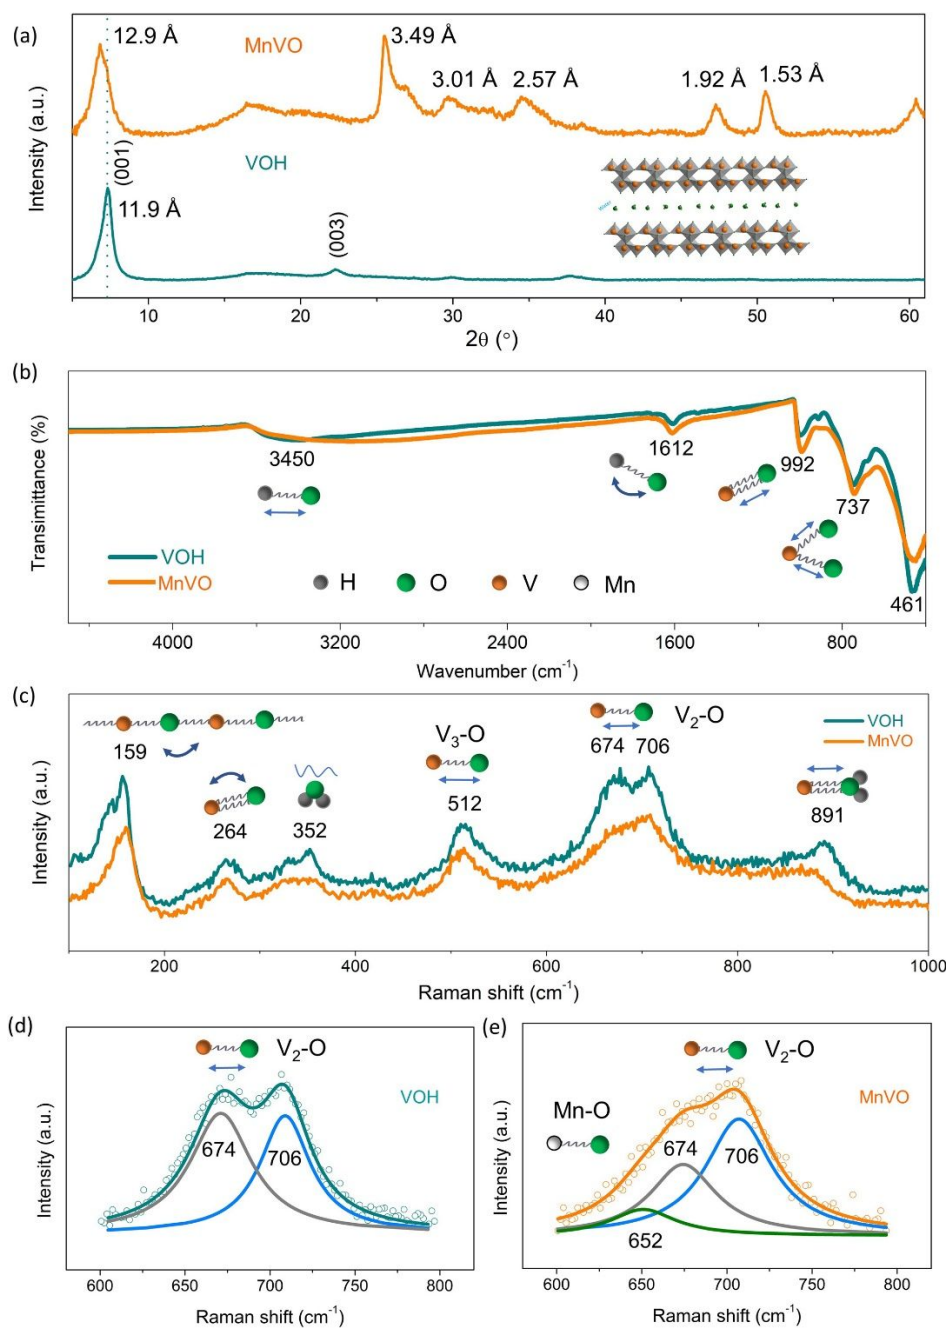 (a)
12.9 Å
MnVO
3.49 Å
3.01 Å
2.57 Å
1.92 Å
1.53 Å
VOH
(001)
11.9 Å
(003)
Intensity (a.u.)
10
20
30
40
50
60
2θ (°)
(b)
3450
1612
992
737
461
VOH
MnVO
H
O
V
Mn
Transimittance (%)
4000
3200
2400
1600
800
Wavenumber (cm⁻¹)
(c)
159
264
352
V₃-O
512
V₂-O
674
706
VOH
MnVO
891
Intensity (a.u.)
200
400
600
800
1000
Raman shift (cm⁻¹)
(d)
V₂-O
VOH
674
706
Intensity (a.u.)
600
650
700
750
800
Raman shift (cm⁻¹)
(e)
V₂-O
MnVO
Mn-O
674
706
652
Intensity (a.u.)
600
650
700
750
800
Raman shift (cm⁻¹)